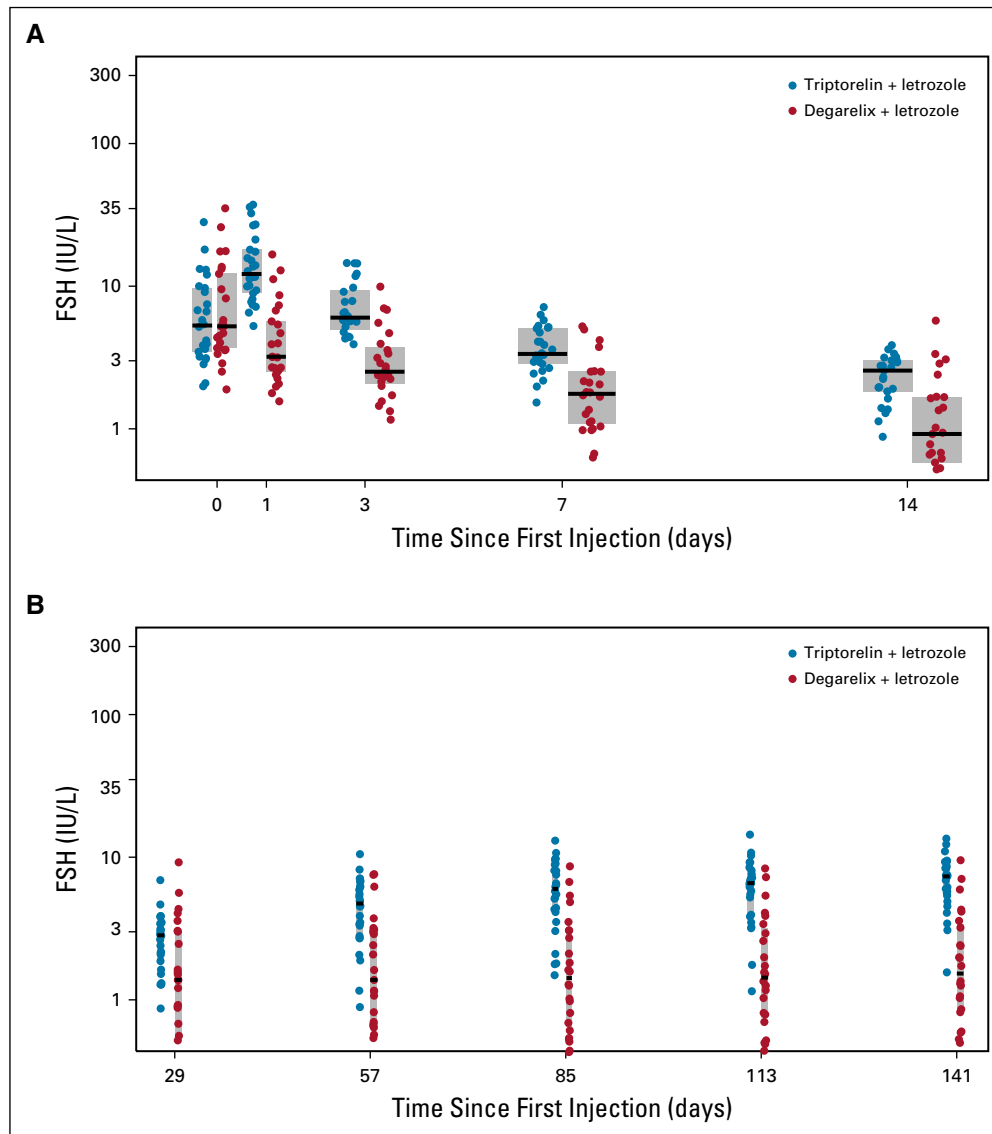 A
300
100
35
10
3
1
FSH (IU/L)
Triptorelin + letrozole
Degarelix + letrozole
0 1 3 7 14
Time Since First Injection (days)
B
300
100
35
10
3
1
FSH (IU/L)
Triptorelin + letrozole
Degarelix + letrozole
29 57 85 113 141
Time Since First Injection (days)